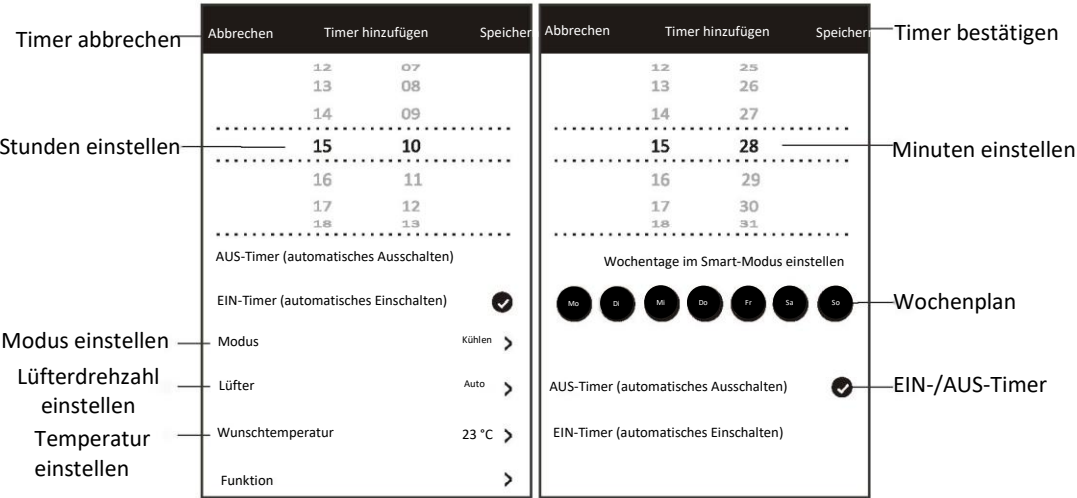 Timer abbrechen
Abbrechen Timer hinzufügen Speichern
12 07
13 08
14 09
Stunden einstellen
15 10
16 11
17 12
18 13
AUS-Timer (automatisches Ausschalten)
EIN-Timer (automatisches Einschalten)
Modus einstellen
Modus Kühlen
Lüfterdrehzahl
einstellen
Lüfter Auto
Temperatur
einstellen
Wunschtemperatur 23 °C
Funktion
Abbrechen Timer hinzufügen Speichern
Timer bestätigen
12 25
13 26
14 27
15 28
Minuten einstellen
16 29
17 30
18 31
Wochentage im Smart-Modus einstellen
Mo Di Mi Do Fr Sa So
Wochenplan
AUS-Timer (automatisches Ausschalten)
EIN-/AUS-Timer
EIN-Timer (automatisches Einschalten)